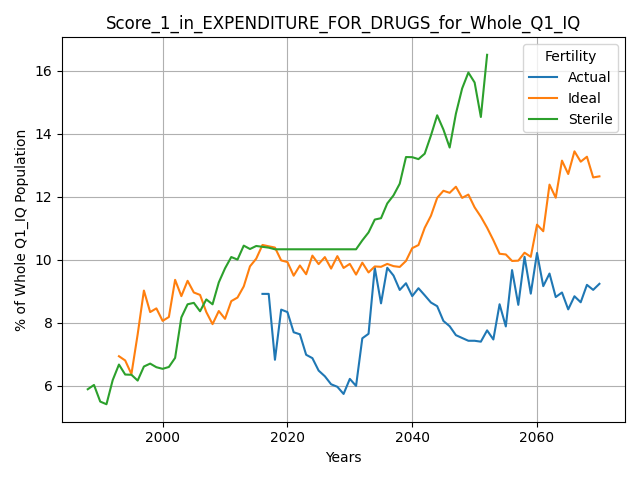 Score_1_in_EXPENDITURE_FOR_DRUGS_for_Whole_Q1_IQ
Fertility
Actual
Ideal
Sterile
% of Whole Q1_IQ Population
16
14
12
10
8
6
2000
2020
2040
2060
Years